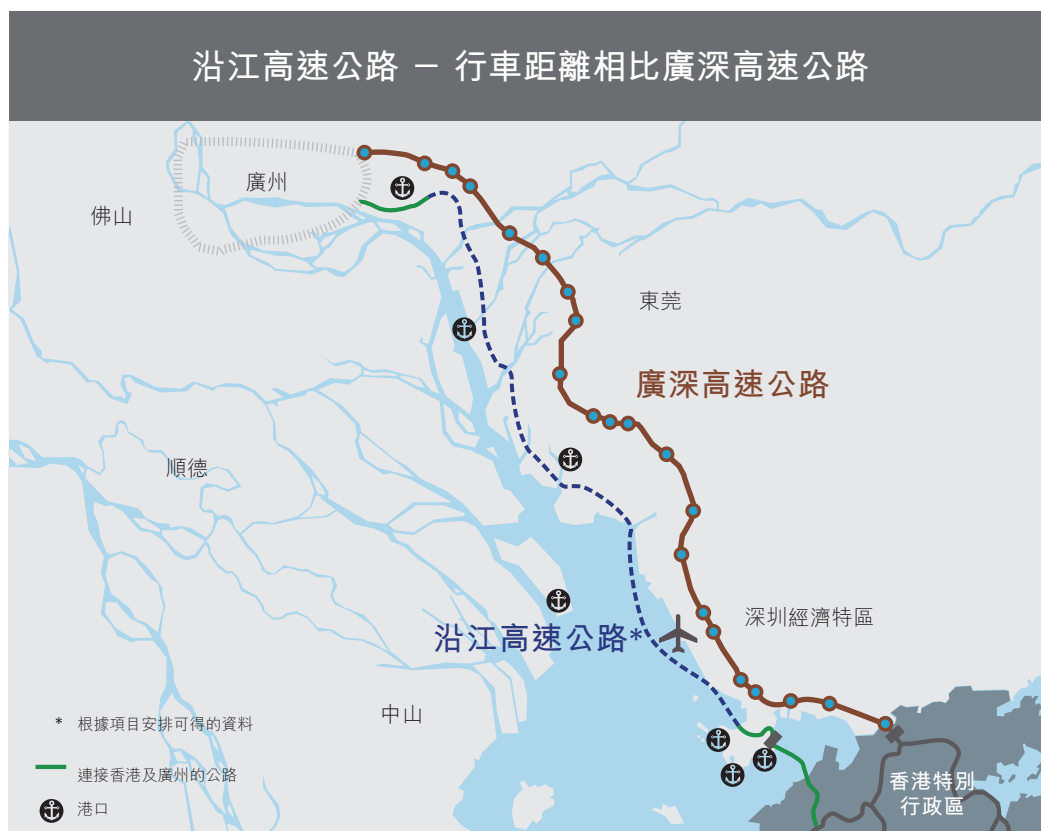 沿江高速公路 － 行車距離相比廣深高速公路
廣州
佛山
東莞
廣深高速公路
順德
深圳經濟特區
沿江高速公路*
中山
* 根據項目安排可得的資料
連接香港及廣州的公路
港口
香港特別
行政區